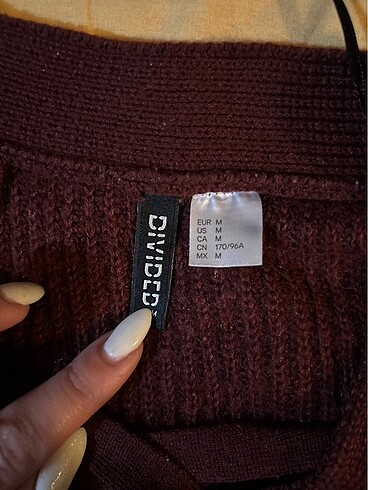 DIVIDED
EUR M
US M
CA M
CN 170/96A
MX M